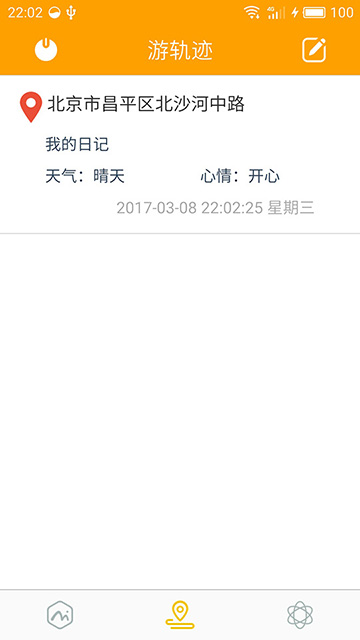 22:02 4G 100
游轨迹
北京市昌平区北沙河中路
我的日记
天气：晴天 心情：开心
2017-03-08 22:02:25 星期三